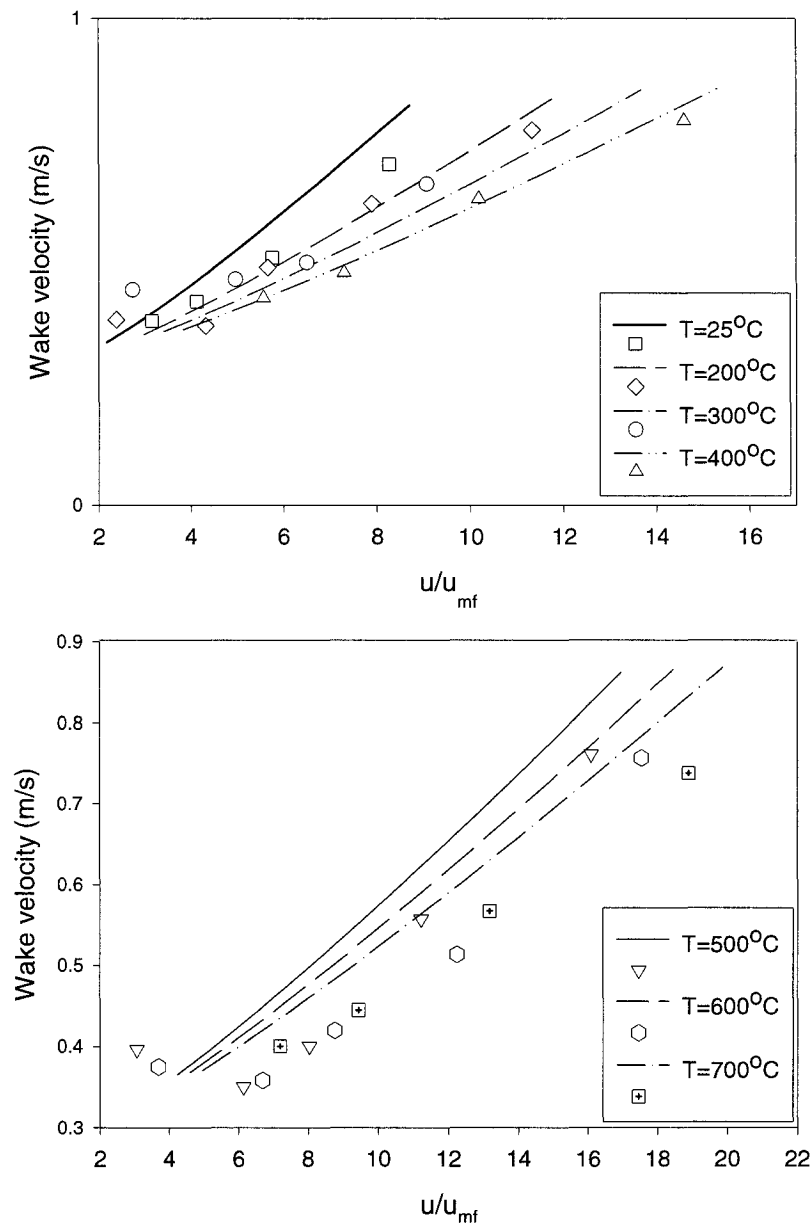 1
Wake velocity (m/s)
0
T=25°C
T=200°C
T=300°C
T=400°C
2 4 6 8 10 12 14 16
u/u_mf
0.9
0.8
0.7
Wake velocity (m/s)
0.6
0.5
0.4
0.3
T=500°C
T=600°C
T=700°C
2 4 6 8 10 12 14 16 18 20 22
u/u_mf